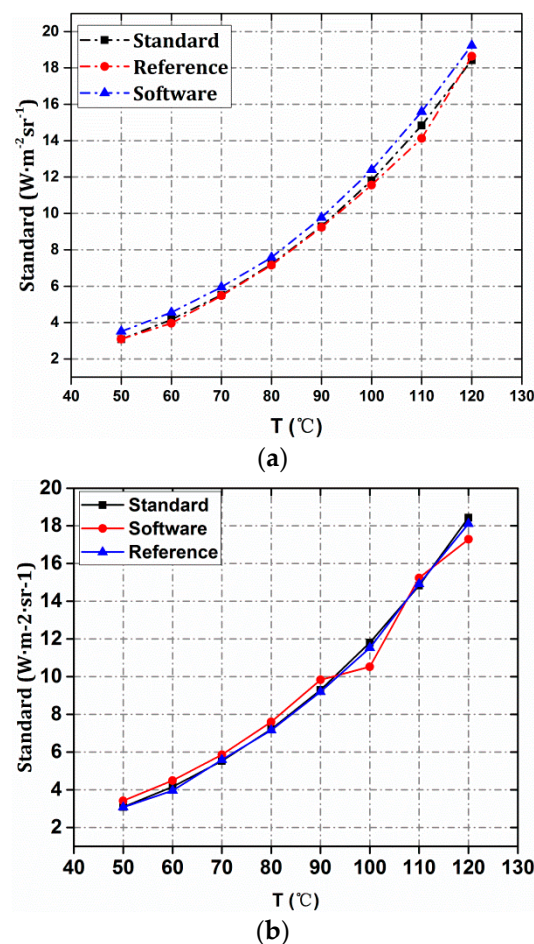 20
18
16
14
12
10
8
6
4
2
Standard (W·m⁻²sr⁻¹)
Standard
Reference
Software
40 50 60 70 80 90 100 110 120 130
T (℃)
(a)
20
18
16
14
12
10
8
6
4
2
Standard (W·m-2·sr-1)
Standard
Software
Reference
40 50 60 70 80 90 100 110 120 130
T (℃)
(b)